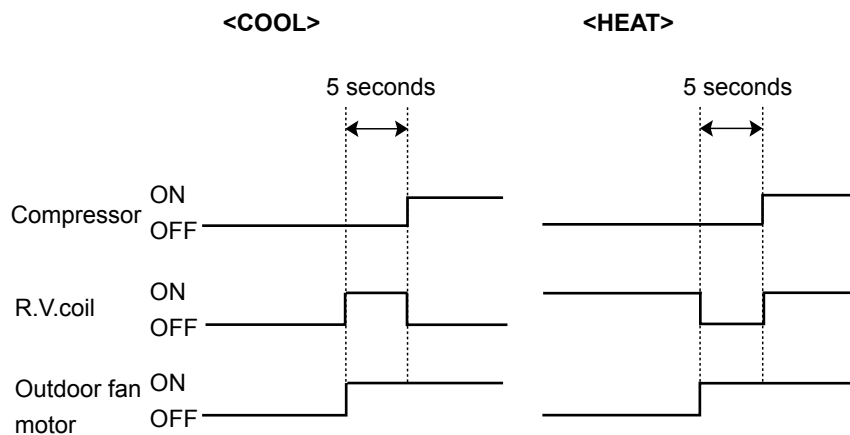 <COOL>
<HEAT>
5 seconds
5 seconds
Compressor
ON
OFF
R.V.coil
ON
OFF
Outdoor fan
motor
ON
OFF